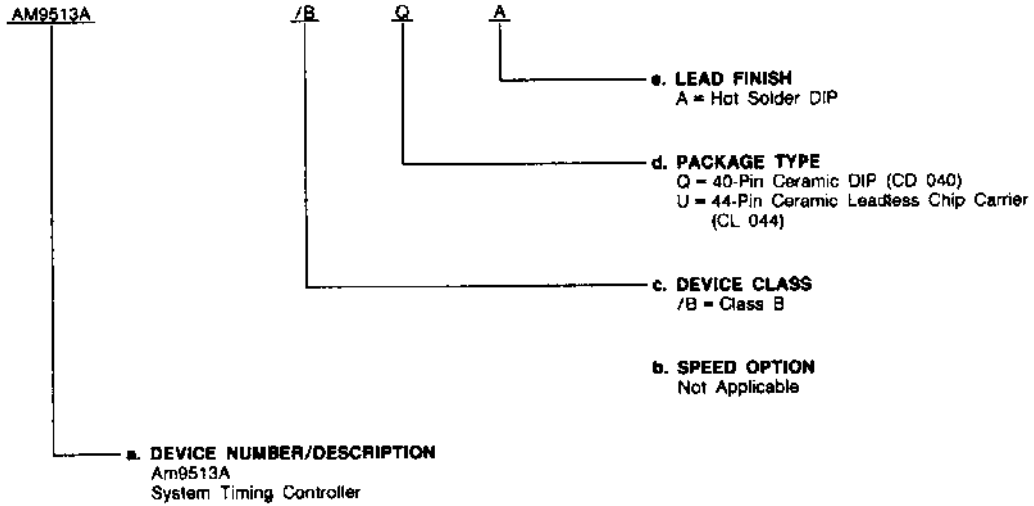 AM9513A /B Q A
e. LEAD FINISH
A = Hot Solder DIP
d. PACKAGE TYPE
Q = 40-Pin Ceramic DIP (CD 040)
U = 44-Pin Ceramic Leadless Chip Carrier
(CL 044)
c. DEVICE CLASS
/B = Class B
b. SPEED OPTION
Not Applicable
a. DEVICE NUMBER/DESCRIPTION
Am9513A
System Timing Controller